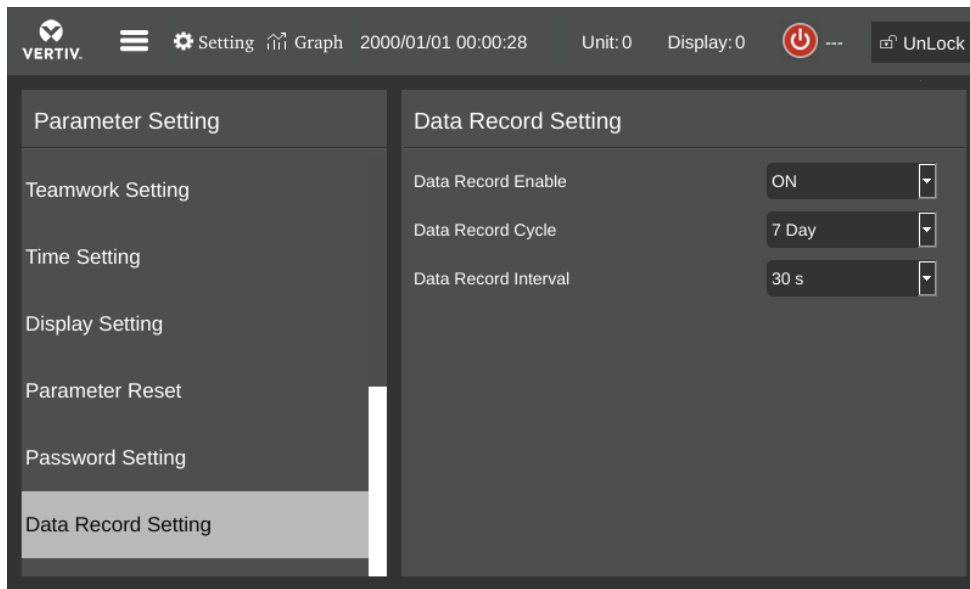 VERTIV.
Setting Graph 2000/01/01 00:00:28 Unit: 0 Display: 0 --- UnLock
Parameter Setting
Teamwork Setting
Time Setting
Display Setting
Parameter Reset
Password Setting
Data Record Setting
Data Record Setting
Data Record Enable ON
Data Record Cycle 7 Day
Data Record Interval 30 s